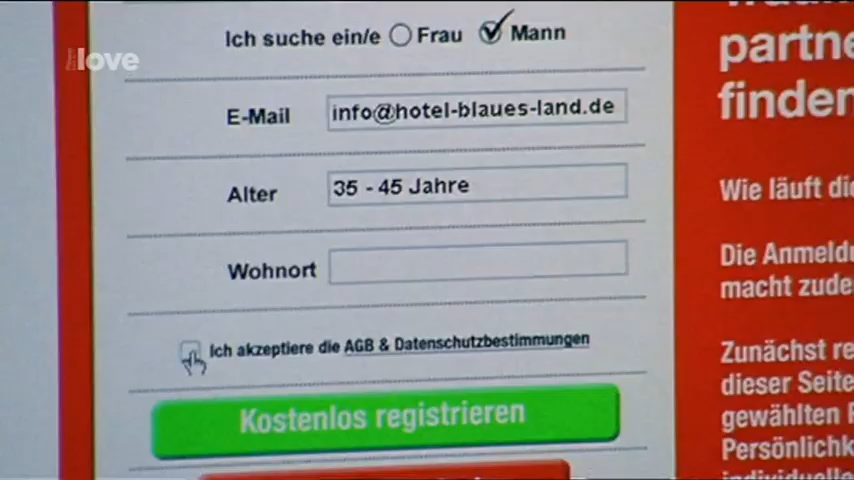 love
Ich suche ein/e Frau Mann
E-Mail info@hotel-blaues-land.de
Alter 35 - 45 Jahre
Wohnort
Ich akzeptiere die AGB & Datenschutzbestimmungen
Kostenlos registrieren
partne
finden
Wie läuft die
Die Anmeldu
macht zude
Zunächst re
dieser Seite
gewählten P
Persönlichk
individuelle